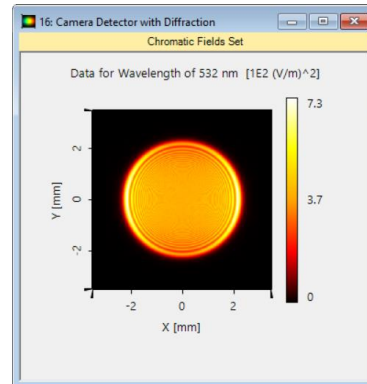 16: Camera Detector with Diffraction
Chromatic Fields Set
Data for Wavelength of 532 nm [1E2 (V/m)^2]
7.3
3.7
0
Y [mm]
2
0
-2
-2
0
2
X [mm]